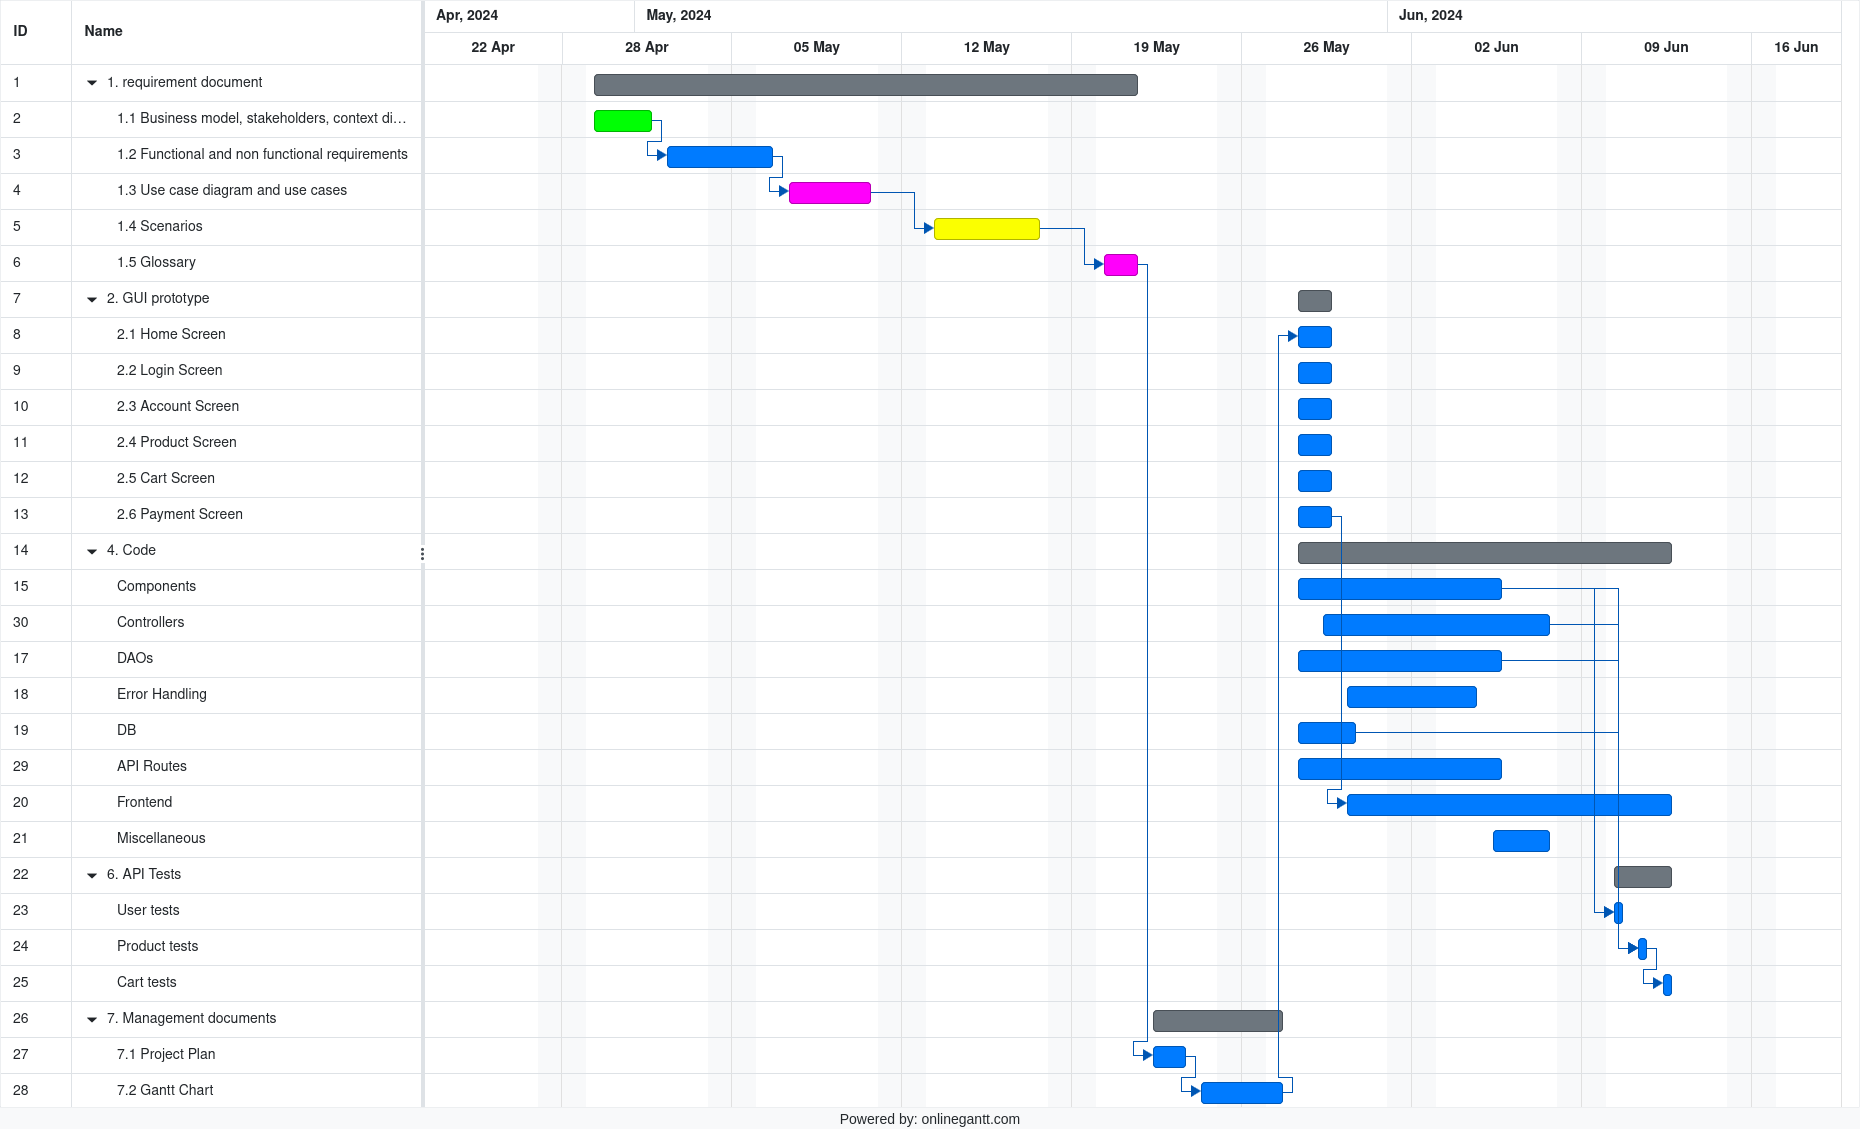 ID Name Apr, 2024 May, 2024 Jun, 2024
22 Apr 28 Apr 05 May 12 May 19 May 26 May 02 Jun 09 Jun 16 Jun
1 1. requirement document
2 1.1 Business model, stakeholders, context di...
3 1.2 Functional and non functional requirements
4 1.3 Use case diagram and use cases
5 1.4 Scenarios
6 1.5 Glossary
7 2. GUI prototype
8 2.1 Home Screen
9 2.2 Login Screen
10 2.3 Account Screen
11 2.4 Product Screen
12 2.5 Cart Screen
13 2.6 Payment Screen
14 4. Code
15 Components
30 Controllers
17 DAOs
18 Error Handling
19 DB
29 API Routes
20 Frontend
21 Miscellaneous
22 6. API Tests
23 User tests
24 Product tests
25 Cart tests
26 7. Management documents
27 7.1 Project Plan
28 7.2 Gantt Chart
Powered by: onlinegantt.com